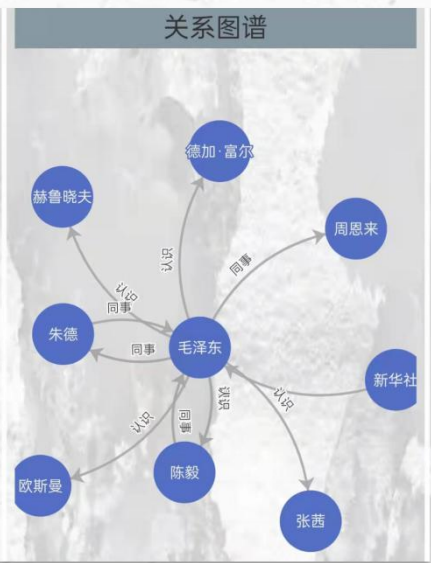 关系图谱
德加·富尔
赫鲁晓夫
周恩来
认识
同事
认识
同事
朱德
同事
毛泽东
新华社
认识
认识
同事
认识
陈毅
欧斯曼
张茜